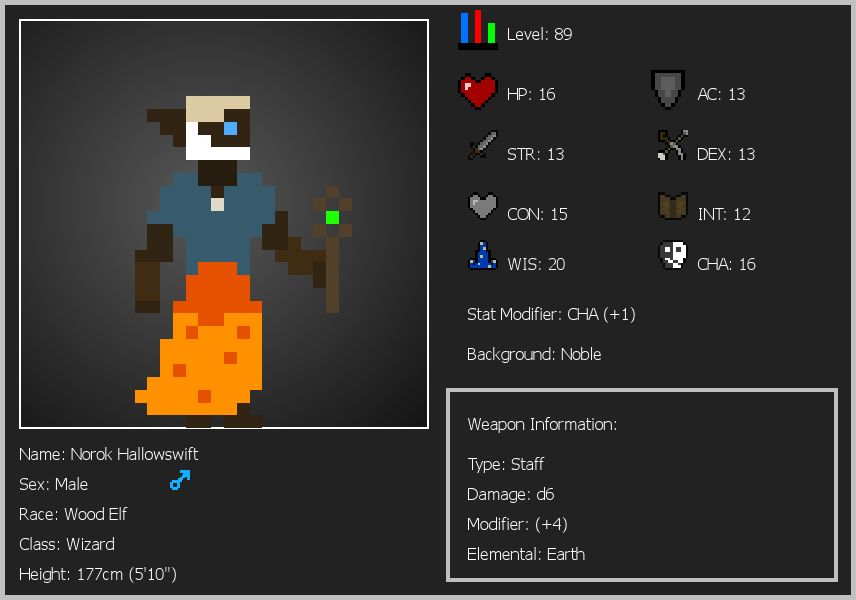 Level: 89
HP: 16
AC: 13
STR: 13
DEX: 13
CON: 15
INT: 12
WIS: 20
CHA: 16
Stat Modifier: CHA (+1)
Background: Noble
Weapon Information:
Type: Staff
Damage: d6
Modifier: (+4)
Elemental: Earth
Name: Norok Hallowswift
Sex: Male
Race: Wood Elf
Class: Wizard
Height: 177cm (5'10")